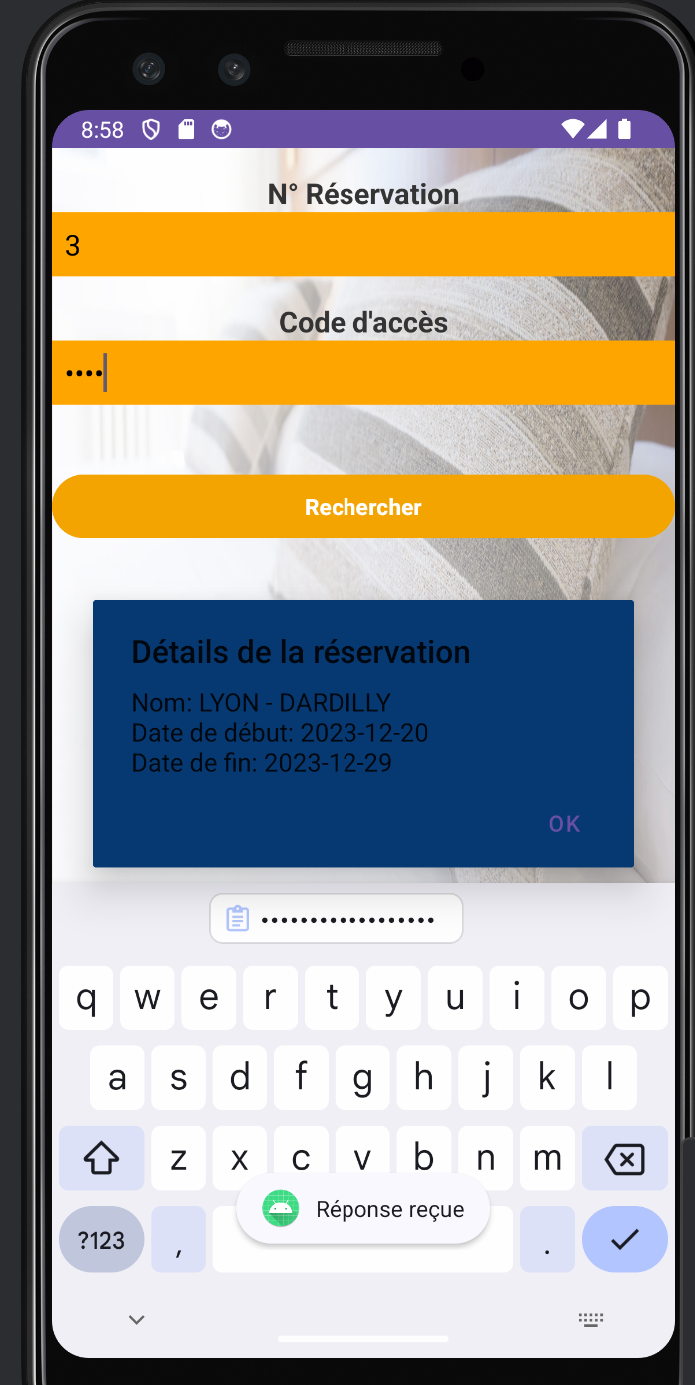 8:58
N° Réservation
3
Code d'accès
••••
Rechercher
Détails de la réservation
Nom: LYON - DARDILLY
Date de début: 2023-12-20
Date de fin: 2023-12-29
OK
••••••••••••••••••
q w e r t y u i o p
a s d f g h j k l
z x c v b n m
Réponse reçue
?123 , .